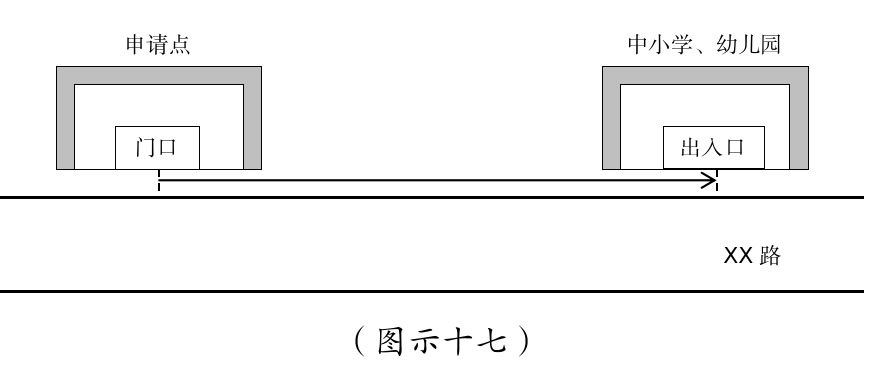 申请点
中小学、幼儿园
门口
出入口
XX 路
（图示十七）